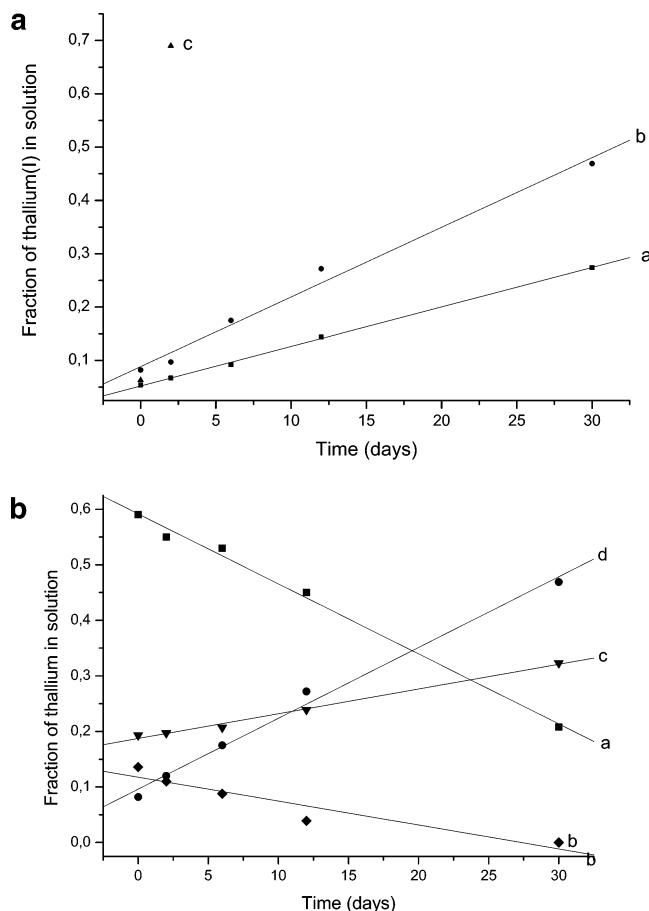 a
0,7
c
0,6
0,5
b
0,4
0,3
a
0,2
0,1
Fraction of thallium(I) in solution
0 5 10 15 20 25 30
Time (days)
b
0,6
d
0,5
0,4
c
0,3
0,2
a
0,1
0,0
b
b
Fraction of thallium in solution
0 5 10 15 20 25 30
Time (days)